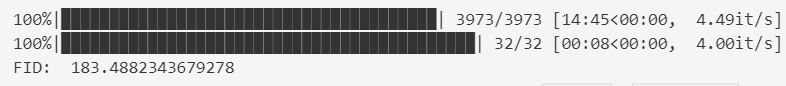 100%|██████████████████████████████████████| 3973/3973 [14:45<00:00,  4.49it/s]
100%|██████████████████████████████████████████| 32/32 [00:08<00:00,  4.00it/s]
FID:  183.4882343679278